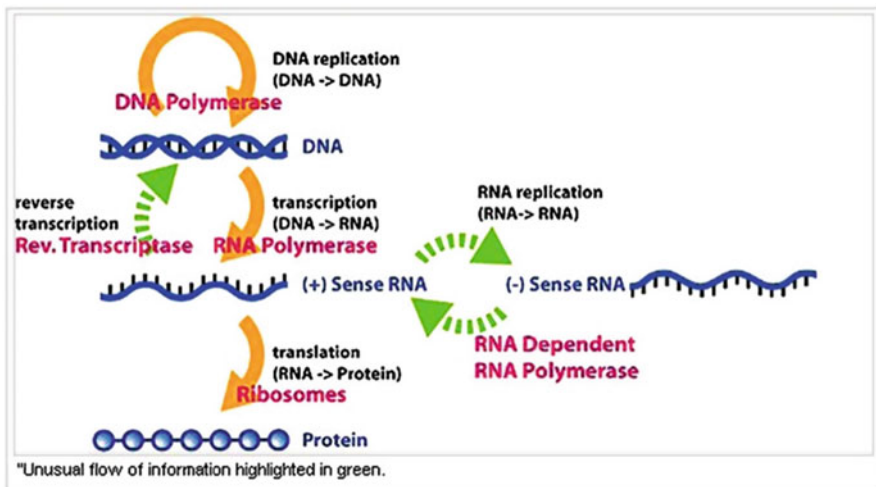 DNA replication
(DNA -> DNA)
DNA Polymerase
DNA
reverse
transcription
Rev. Transcriptase
transcription
(DNA -> RNA)
RNA Polymerase
RNA replication
(RNA-> RNA)
(+) Sense RNA
(-) Sense RNA
RNA Dependent
RNA Polymerase
translation
(RNA -> Protein)
Ribosomes
Protein
"Unusual flow of information highlighted in green.